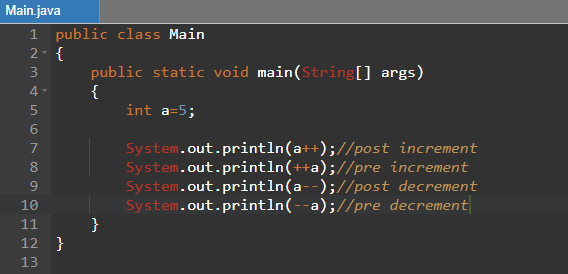 Main.java
1 public class Main
2 {
3 public static void main(String[] args)
4 {
5 int a=5;
6
7 System.out.println(a++);//post increment
8 System.out.println(++a);//pre increment
9 System.out.println(a--);//post decrement
10 System.out.println(--a);//pre decrement
11 }
12 }
13